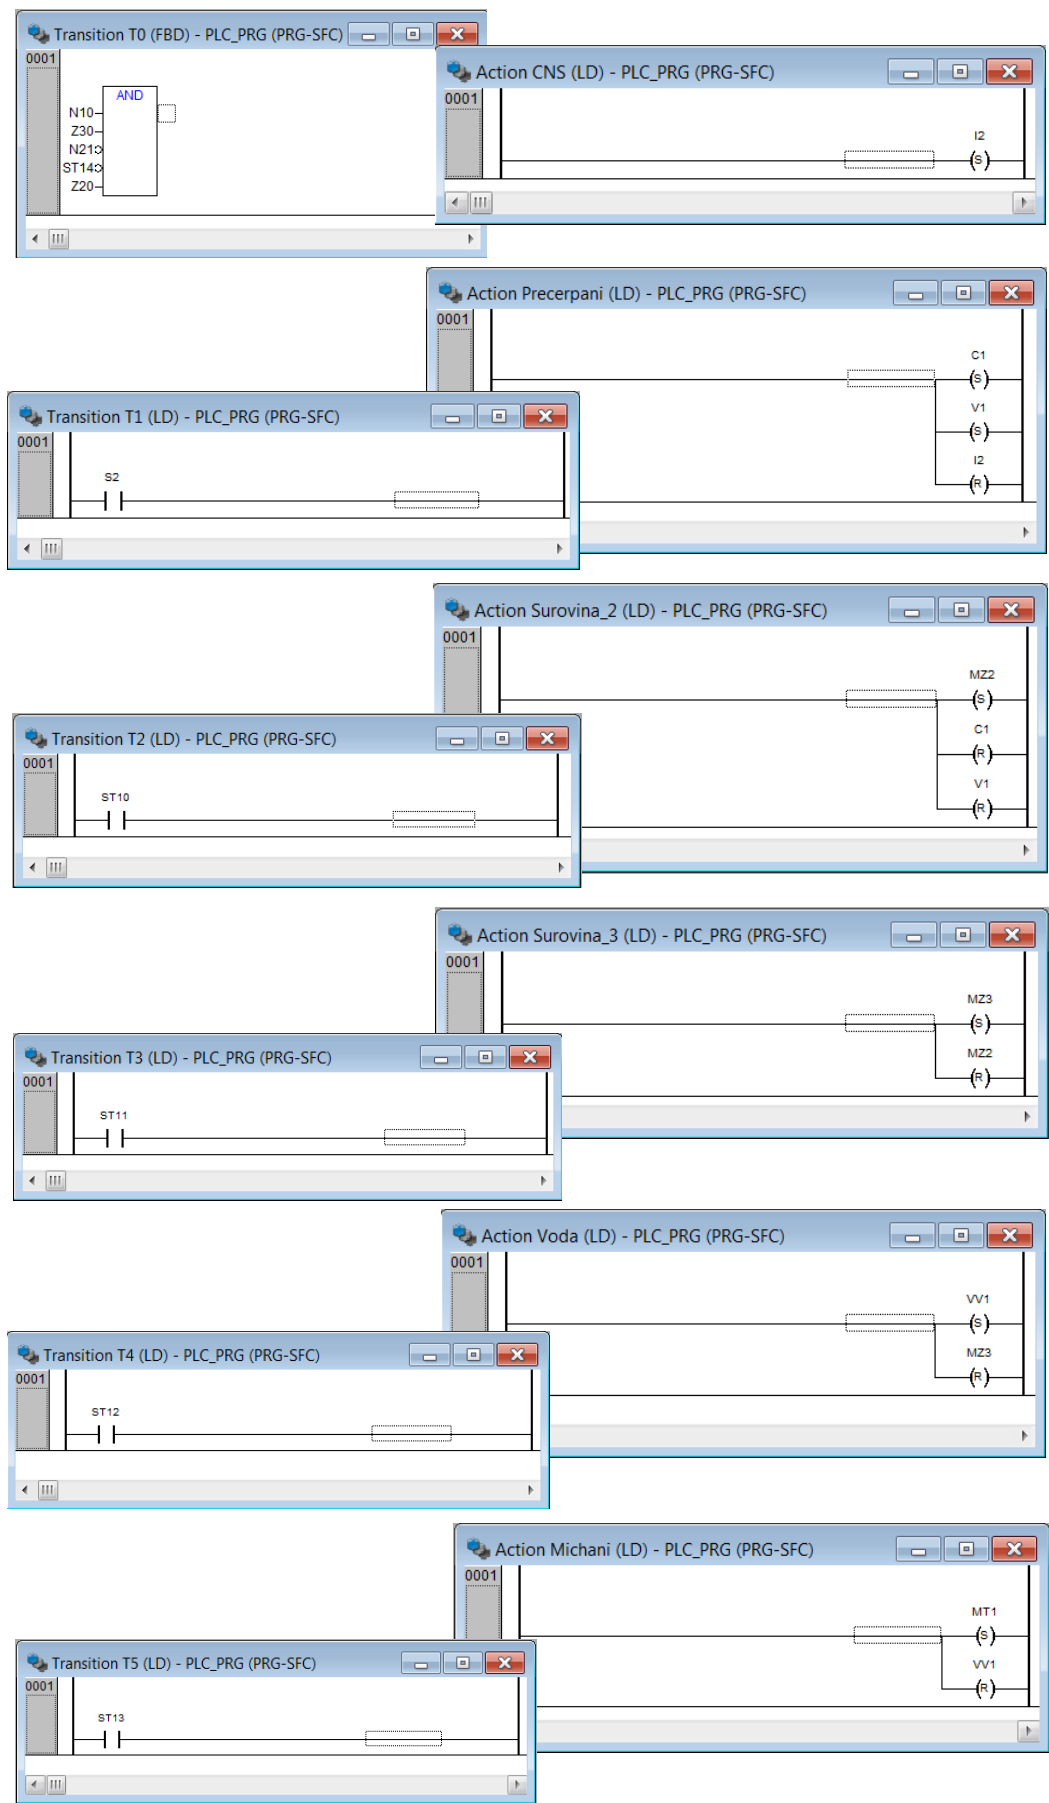 Transition T0 (FBD) - PLC_PRG (PRG-SFC)
0001
AND
N10
Z30
N21
ST14
Z20
Action CNS (LD) - PLC_PRG (PRG-SFC)
0001
I2
S
Action Precerpani (LD) - PLC_PRG (PRG-SFC)
0001
C1
S
V1
S
I2
R
Transition T1 (LD) - PLC_PRG (PRG-SFC)
0001
S2
Action Surovina_2 (LD) - PLC_PRG (PRG-SFC)
0001
MZ2
S
C1
R
V1
R
Transition T2 (LD) - PLC_PRG (PRG-SFC)
0001
ST10
Action Surovina_3 (LD) - PLC_PRG (PRG-SFC)
0001
MZ3
S
MZ2
R
Transition T3 (LD) - PLC_PRG (PRG-SFC)
0001
ST11
Action Voda (LD) - PLC_PRG (PRG-SFC)
0001
VV1
S
MZ3
R
Transition T4 (LD) - PLC_PRG (PRG-SFC)
0001
ST12
Action Michani (LD) - PLC_PRG (PRG-SFC)
0001
MT1
S
VV1
R
Transition T5 (LD) - PLC_PRG (PRG-SFC)
0001
ST13